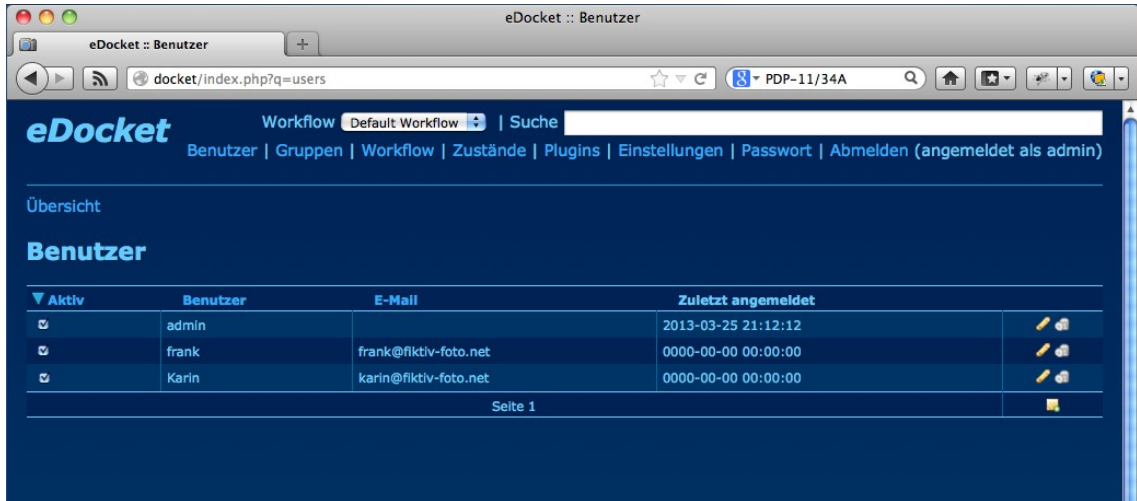 eDocket :: Benutzer
eDocket :: Benutzer
docket/index.php?q=users
PDP-11/34A
eDocket
Workflow Default Workflow | Suche
Benutzer | Gruppen | Workflow | Zustände | Plugins | Einstellungen | Passwort | Abmelden (angemeldet als admin)
Übersicht
Benutzer
Aktiv Benutzer E-Mail Zuletzt angemeldet
admin 2013-03-25 21:12:12
frank frank@fiktiv-foto.net 0000-00-00 00:00:00
Karin karin@fiktiv-foto.net 0000-00-00 00:00:00
Seite 1